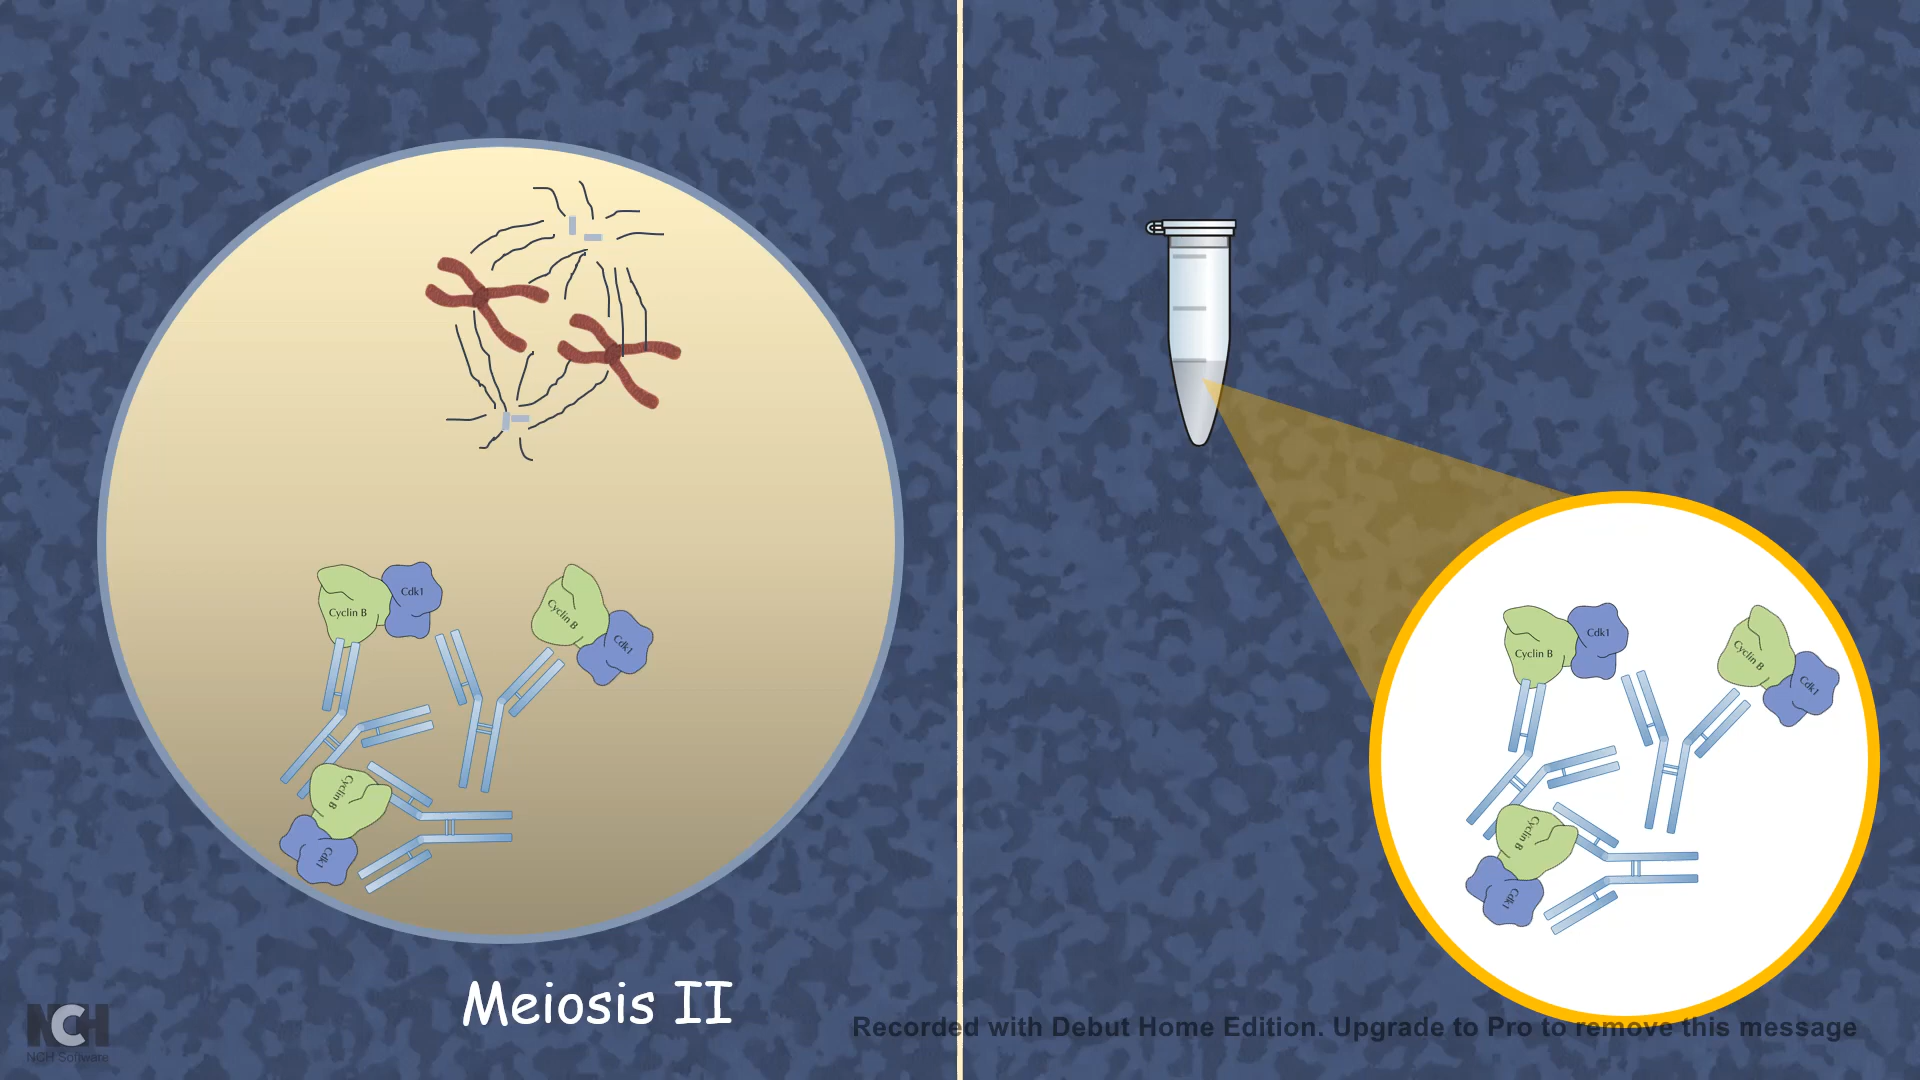 Cyclin B
Cdk1
Cyclin B
Cdk1
Cyclin B
Cdk1
Meiosis II
Cyclin B
Cdk1
Cyclin B
Cdk1
Cyclin B
Cdk1
NCH
NCH Software
Recorded with Debut Home Edition. Upgrade to Pro to remove this message